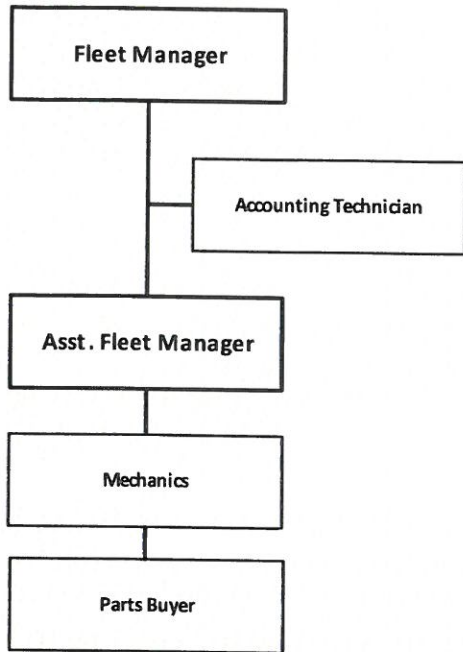 Fleet Manager
Accounting Technician
Asst. Fleet Manager
Mechanics
Parts Buyer